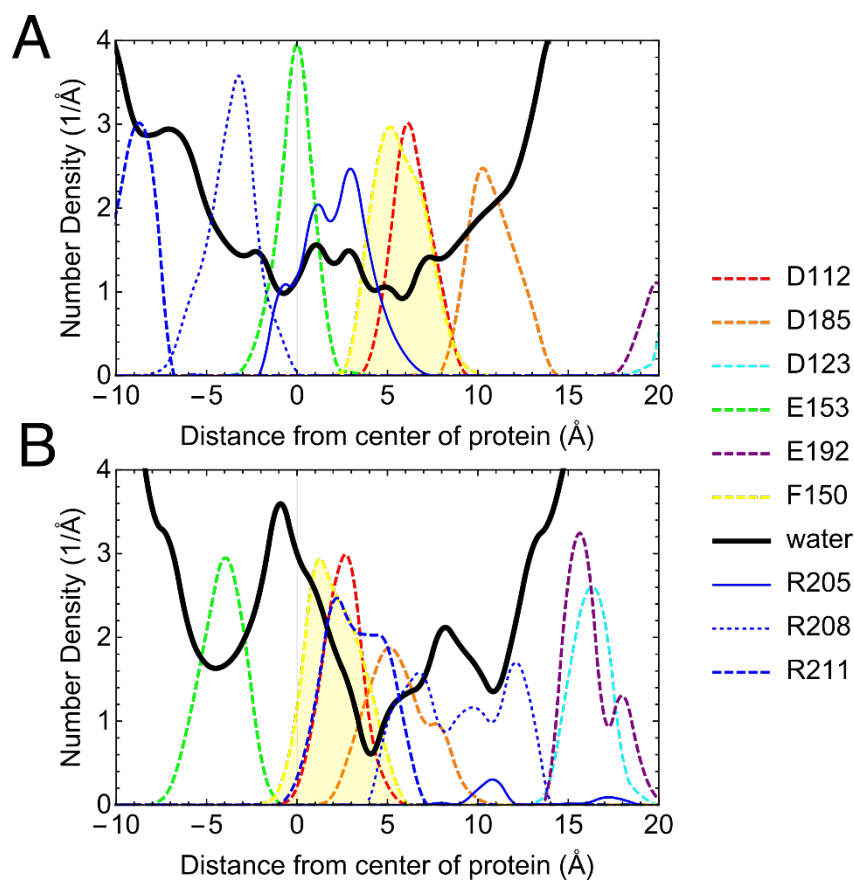 A
Number Density (1/Å)
4
3
2
1
0
−10 −5 0 5 10 15 20
Distance from center of protein (Å)
B
Number Density (1/Å)
4
3
2
1
0
−10 −5 0 5 10 15 20
Distance from center of protein (Å)
D112
D185
D123
E153
E192
F150
water
R205
R208
R211